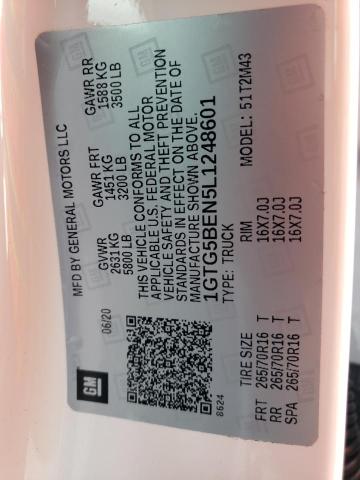 GM
MFD BY GENERAL MOTORS LLC
06/20
GVWR
2631 KG
5800 LB
GAWR FRT
1451 KG
3200 LB
GAWR RR
1588 KG
3500 LB
THIS VEHICLE CONFORMS TO ALL
APPLICABLE U.S. FEDERAL MOTOR
VEHICLE SAFETY AND THEFT PREVENTION
STANDARDS IN EFFECT ON THE DATE OF
MANUFACTURE SHOWN ABOVE.
1GTG5BEN5L1248601
TYPE: TRUCK
MODEL: 51T2M43
8624
TIRE SIZE
RIM
FRT 265/70R16 T 16X7.0J
RR 265/70R16 T 16X7.0J
SPA 265/70R16 T 16X7.0J